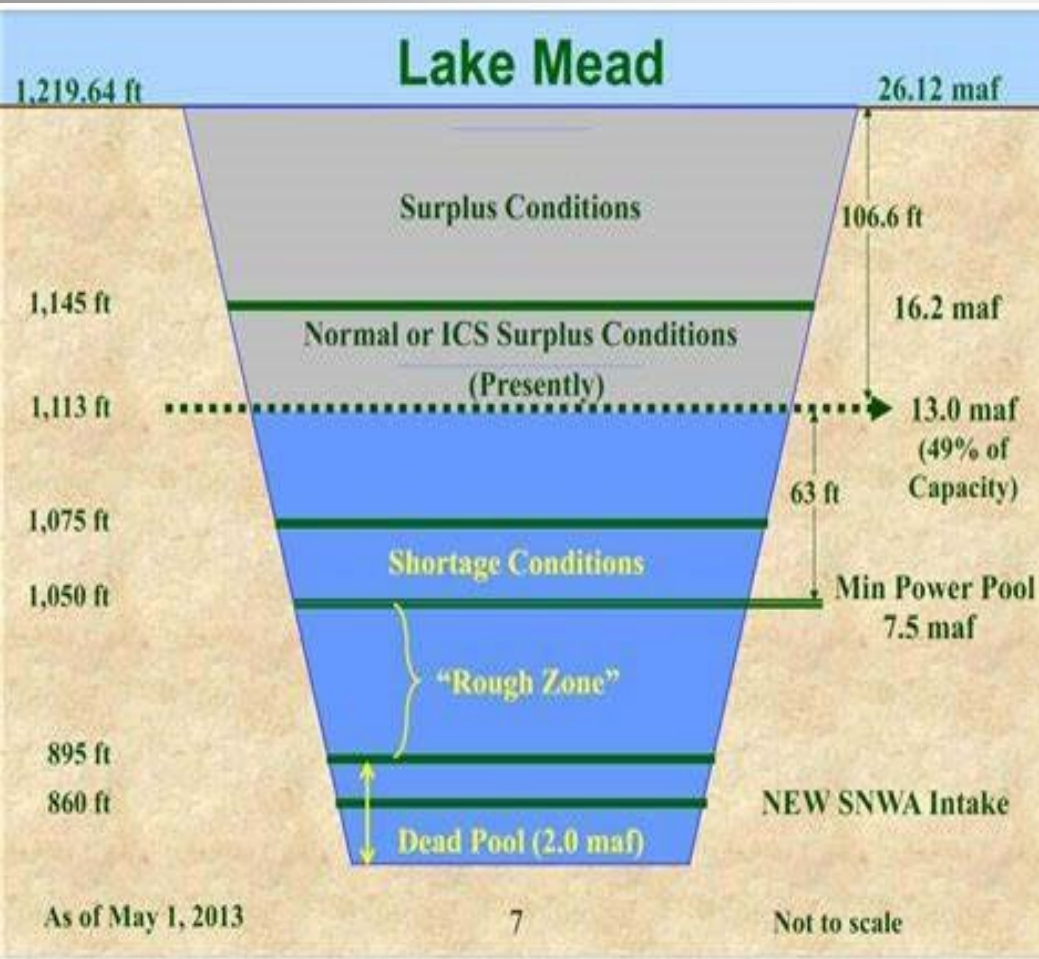 Lake Mead
1,219.64 ft
26.12 maf
Surplus Conditions
106.6 ft
1,145 ft
16.2 maf
Normal or ICS Surplus Conditions
(Presently)
1,113 ft
13.0 maf
(49% of
Capacity)
63 ft
1,075 ft
Shortage Conditions
1,050 ft
Min Power Pool
7.5 maf
“Rough Zone”
895 ft
860 ft
NEW SNWA Intake
Dead Pool (2.0 maf)
As of May 1, 2013
7
Not to scale